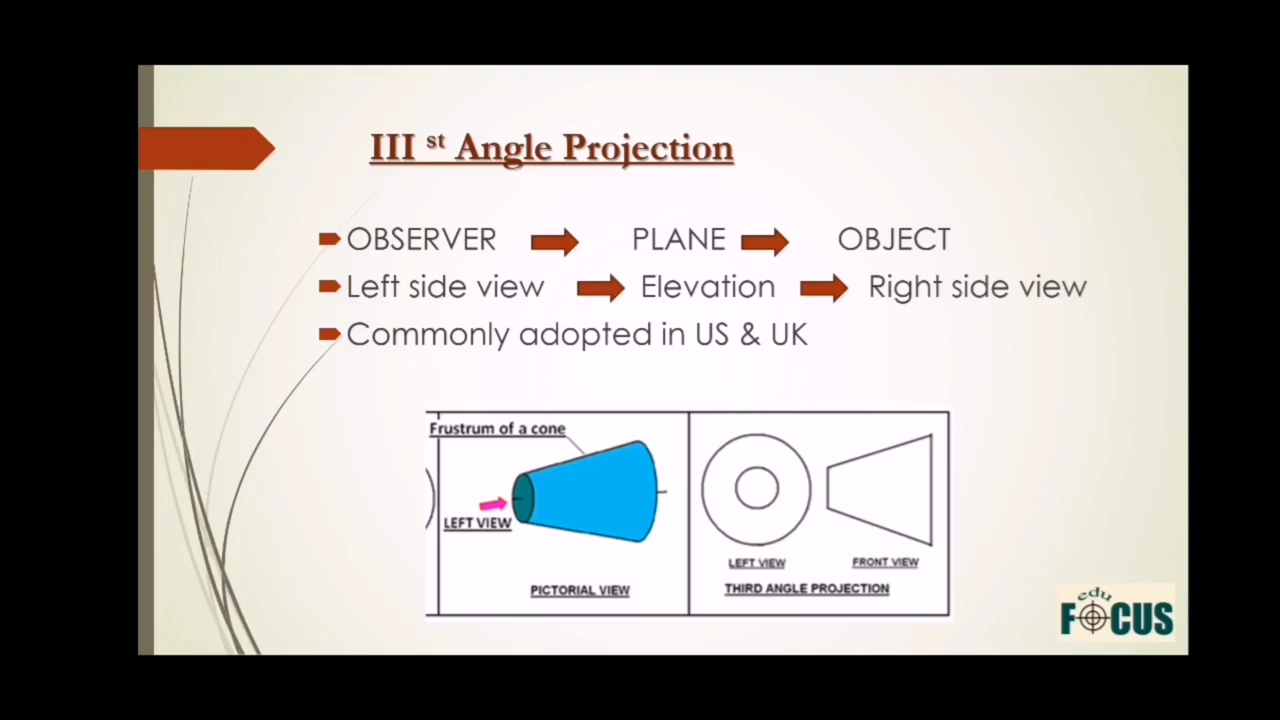 III st Angle Projection
OBSERVER PLANE OBJECT
Left side view Elevation Right side view
Commonly adopted in US & UK
Frustrum of a cone
LEFT VIEW
PICTORIAL VIEW
LEFT VIEW FRONT VIEW
THIRD ANGLE PROJECTION
edu
FOCUS